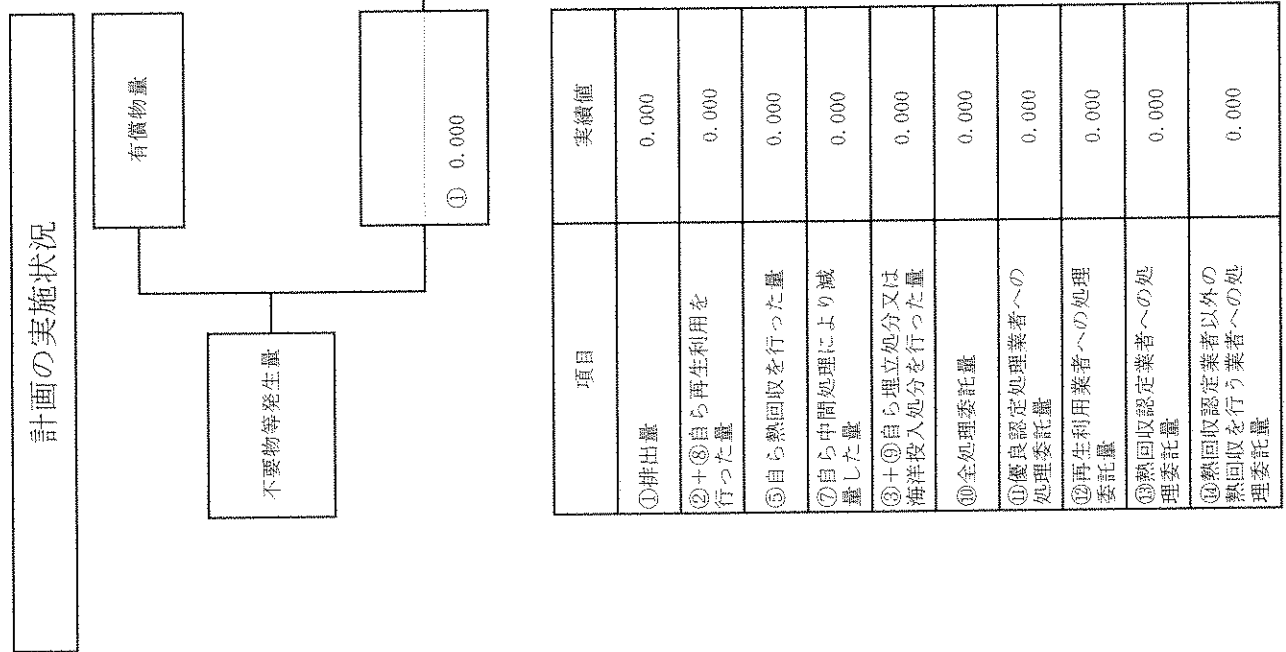 計画の実施状況
不要物等発生量
有償物量
① 0.000
項目
実績値
①排出量
0.000
②+⑧自ら再生利用を
行った量
0.000
⑤自ら熱回収を行った量
0.000
⑦自ら中間処理により減
量した量
0.000
③+⑨自ら埋立処分又は
海洋投入処分を行った量
0.000
⑩全処理委託量
0.000
⑪優良認定処理業者への
処理委託量
0.000
⑫再生利用業者への処理
委託量
0.000
⑬熱回収認定業者への処
理委託量
0.000
⑭熱回収認定業者以外の
熱回収を行う業者への処
理委託量
0.000